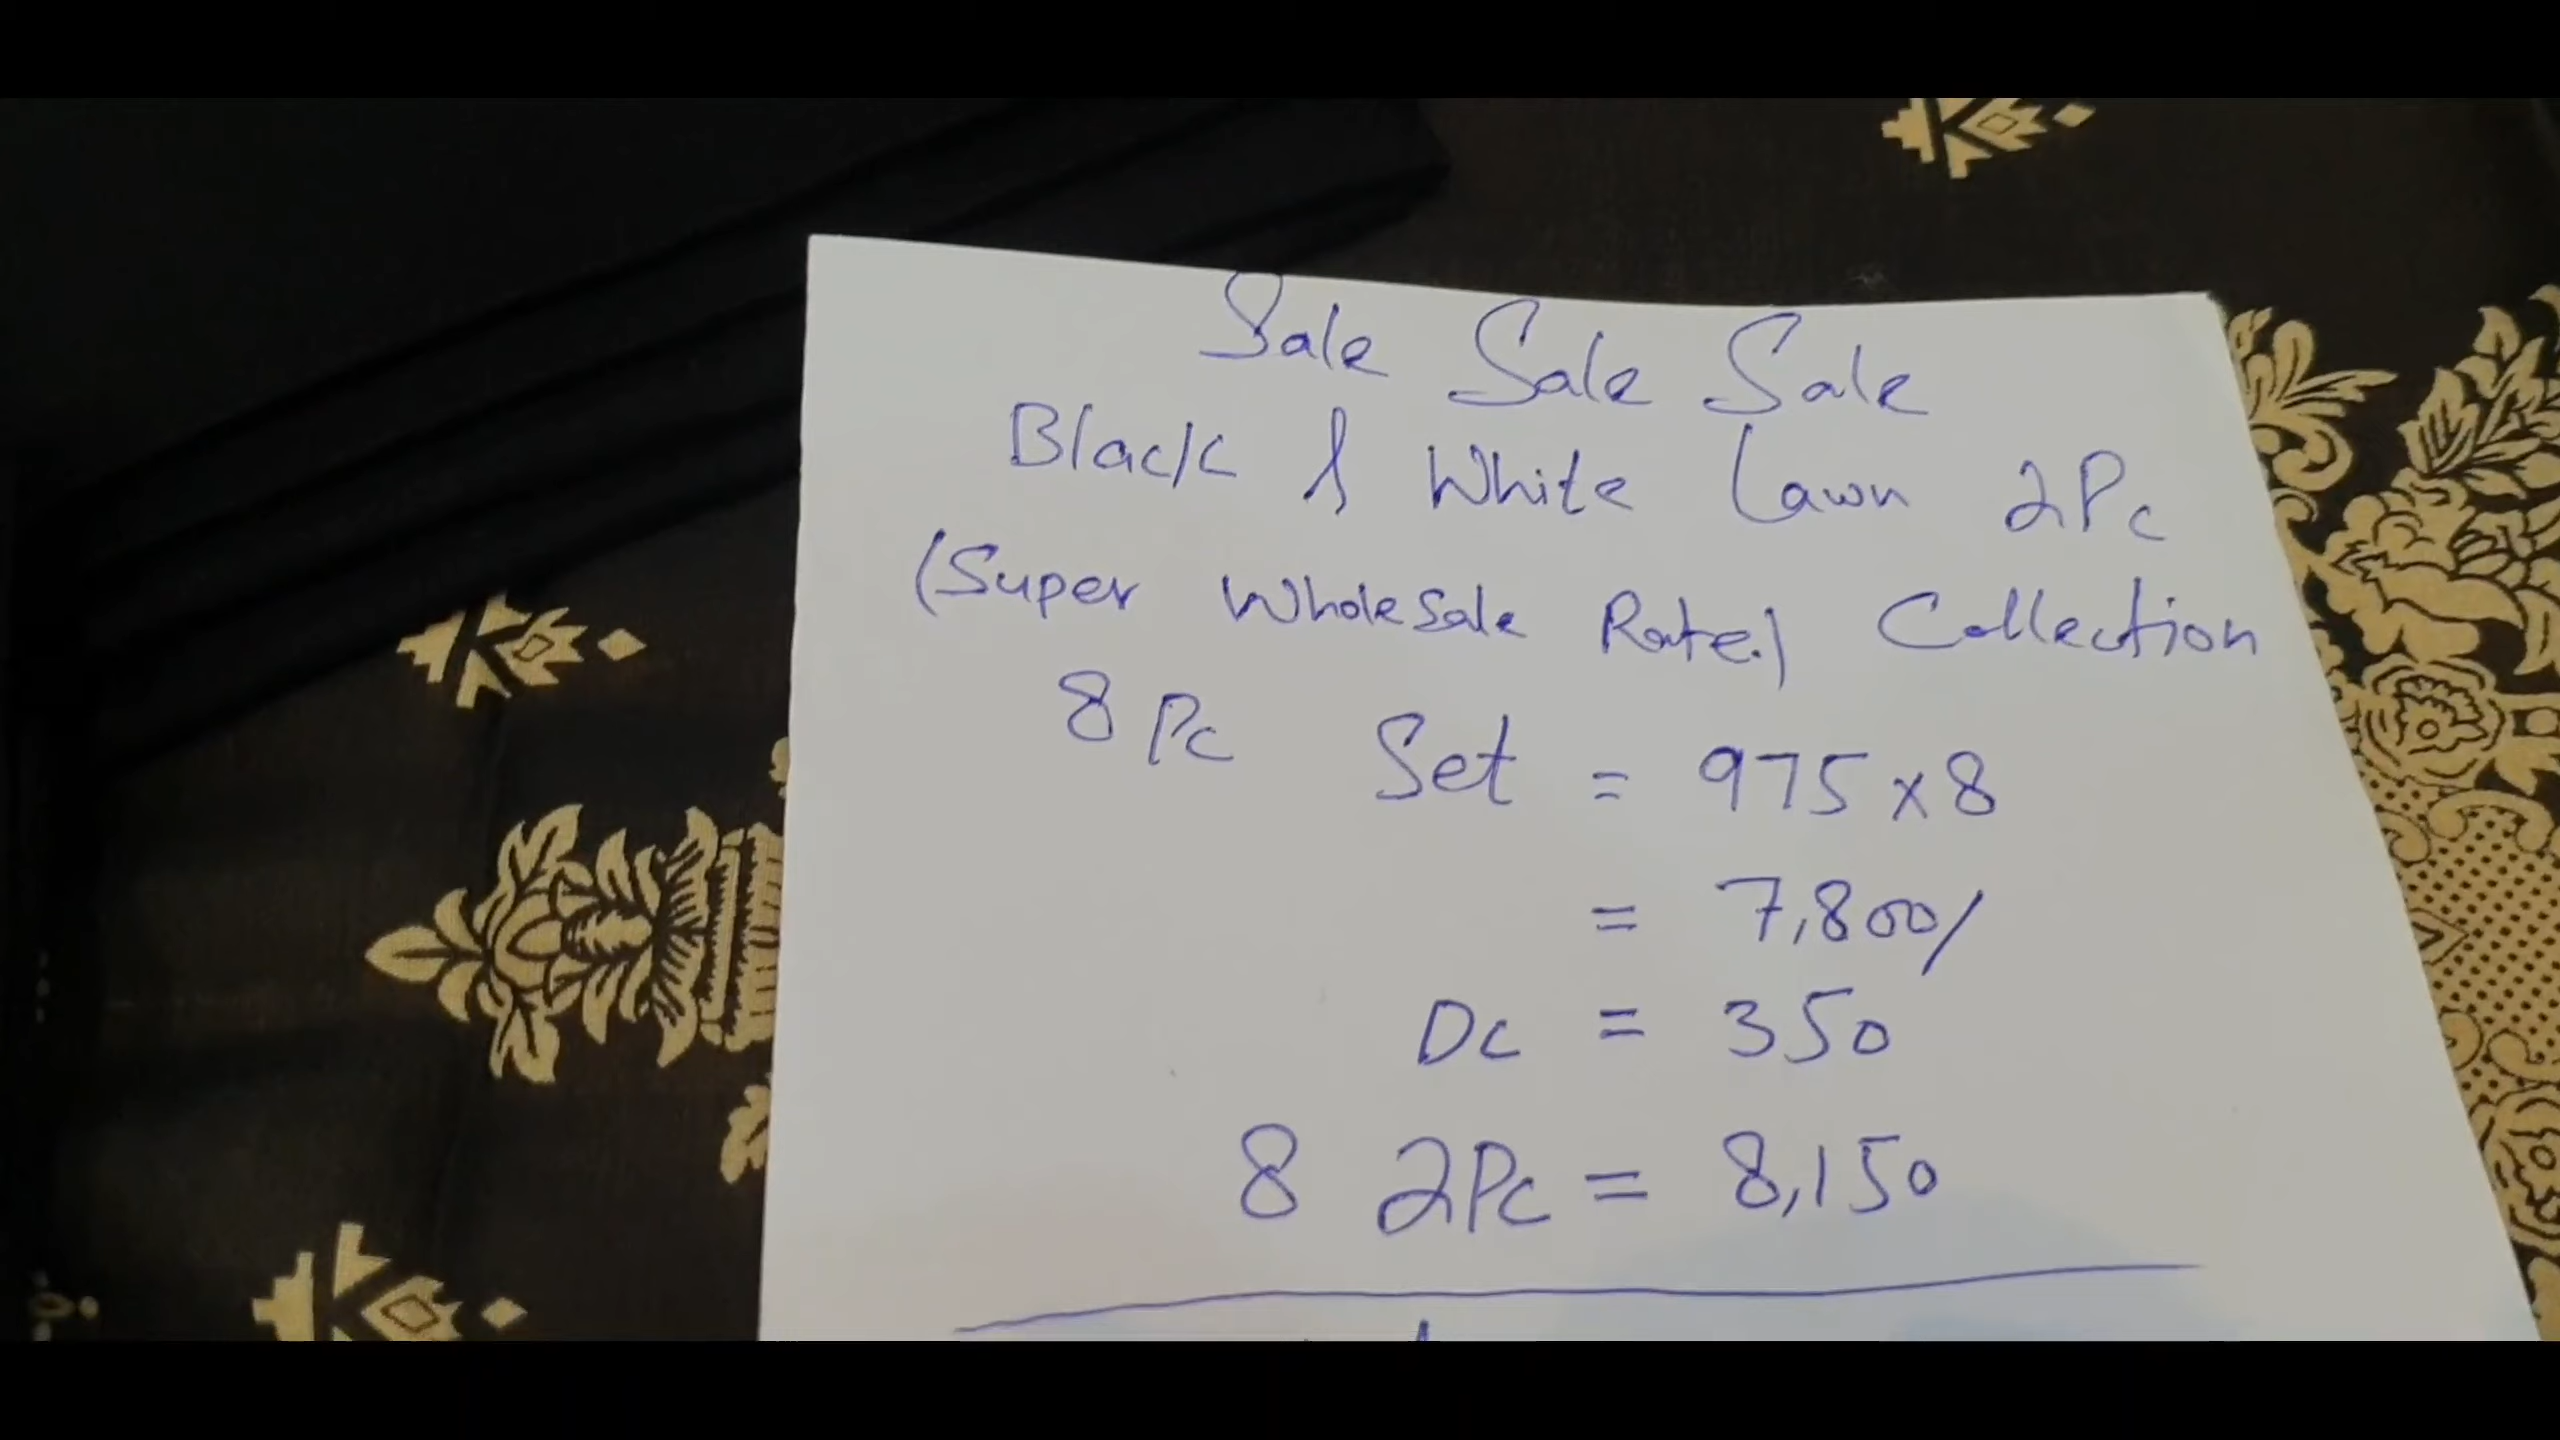 Sale Sale Sale
Black & White Lawn 2Pc
(Super Wholesale Rate.) Collection
8 Pc Set = 975 x 8
= 7,800/
DC = 350
8 2Pc = 8,150